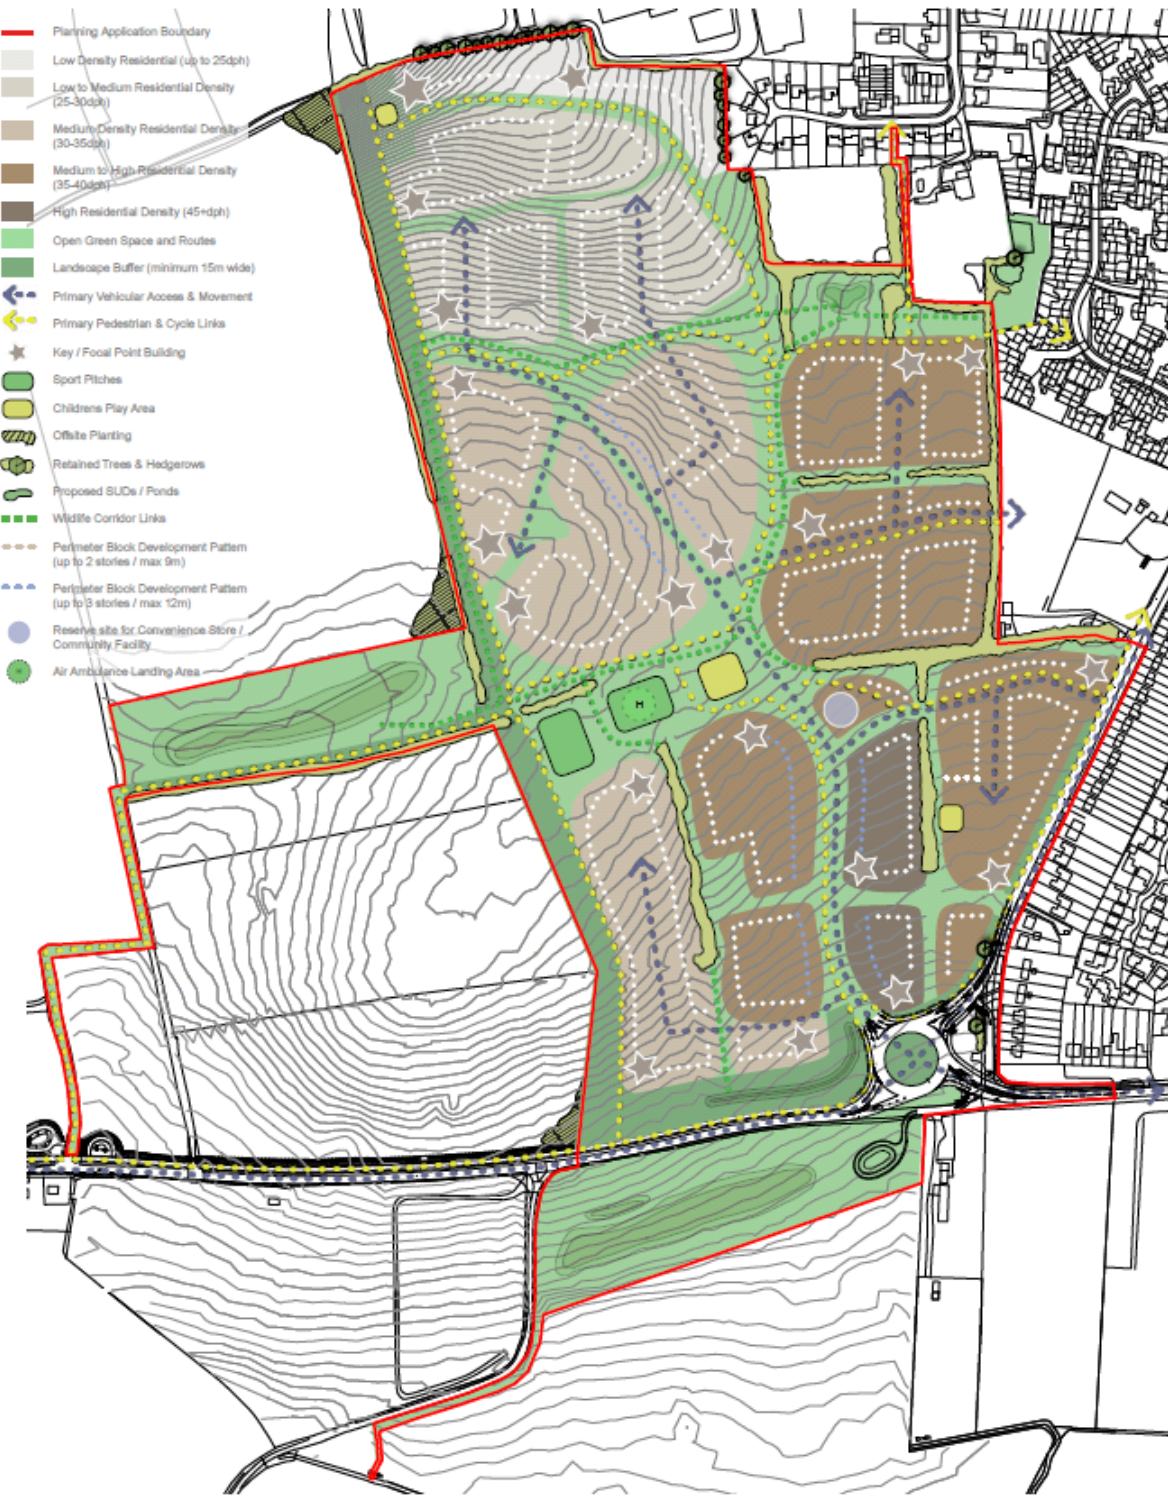 Planning Application Boundary
Low Density Residential (up to 25dph)
Low to Medium Residential Density
(25-30dph)
Medium Density Residential Density
(30-35dph)
Medium to High Residential Density
(35-40dph)
High Residential Density (45+dph)
Open Green Space and Routes
Landscape Buffer (minimum 15m wide)
Primary Vehicular Access & Movement
Primary Pedestrian & Cycle Links
Key / Focal Point Building
Sport Pitches
Childrens Play Area
Offsite Planting
Retained Trees & Hedgerows
Proposed SUDs / Ponds
Wildlife Corridor Links
Perimeter Block Development Pattern
(up to 2 stories / max 9m)
Perimeter Block Development Pattern
(up to 3 stories / max 12m)
Reserve site for Convenience Store /
Community Facility
Air Ambulance Landing Area
H